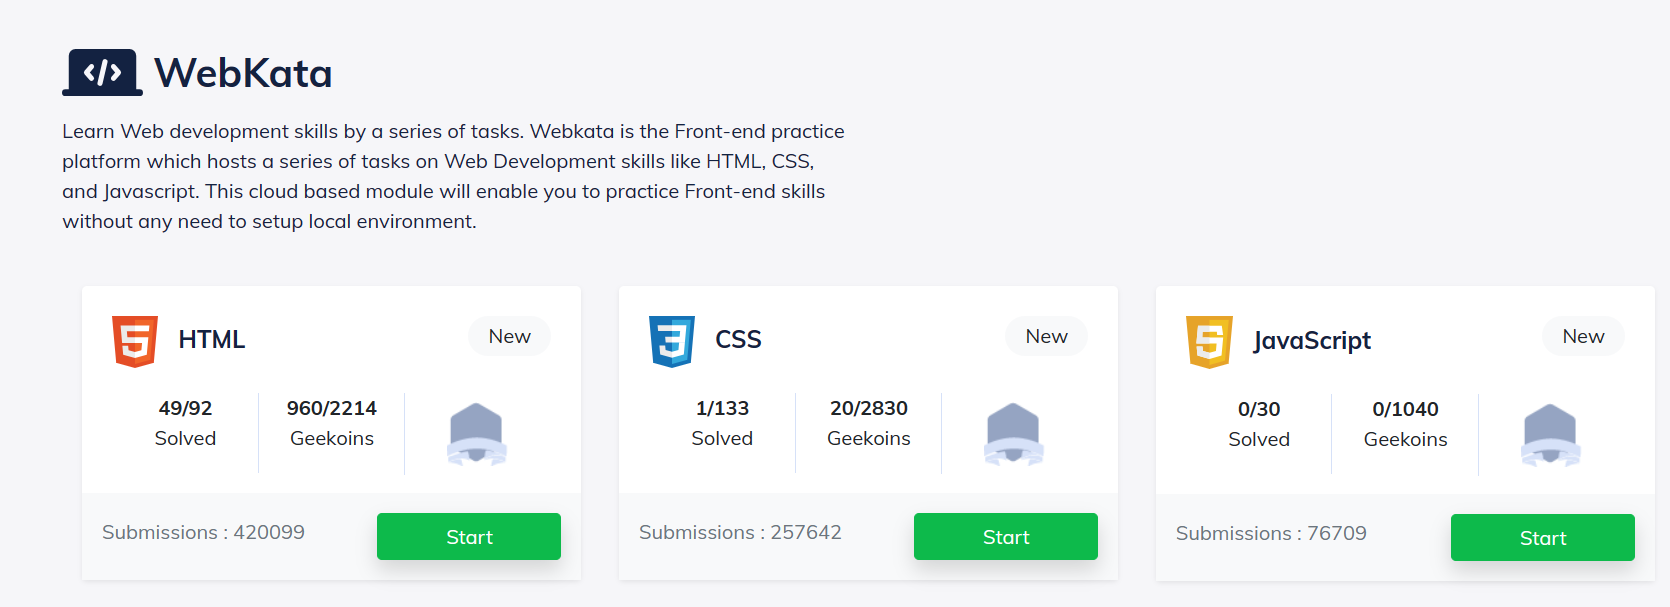 WebKata
Learn Web development skills by a series of tasks. Webkata is the Front-end practice
platform which hosts a series of tasks on Web Development skills like HTML, CSS,
and Javascript. This cloud based module will enable you to practice Front-end skills
without any need to setup local environment.
HTML
New
49/92
Solved
960/2214
Geekoins
Submissions : 420099
Start
CSS
New
1/133
Solved
20/2830
Geekoins
Submissions : 257642
Start
JavaScript
New
0/30
Solved
0/1040
Geekoins
Submissions : 76709
Start